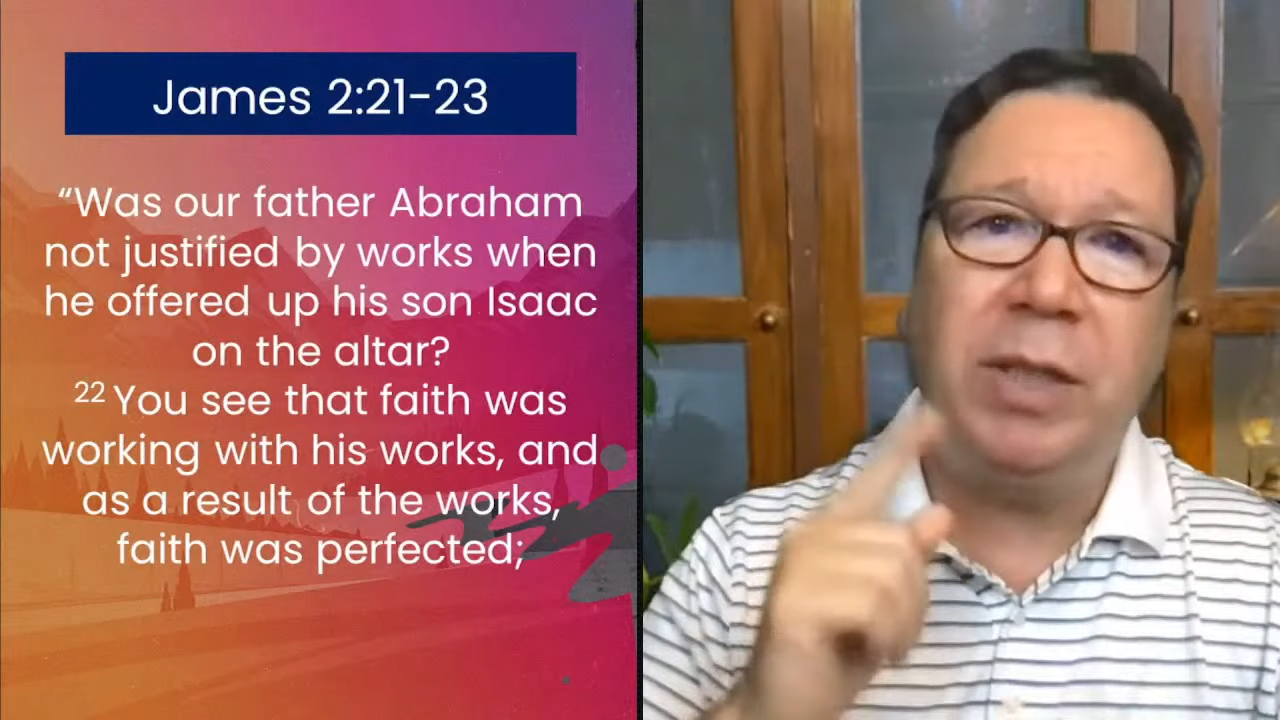 James 2:21-23
“Was our father Abraham
not justified by works when
he offered up his son Isaac
on the altar?
22 You see that faith was
working with his works, and
as a result of the works,
faith was perfected;